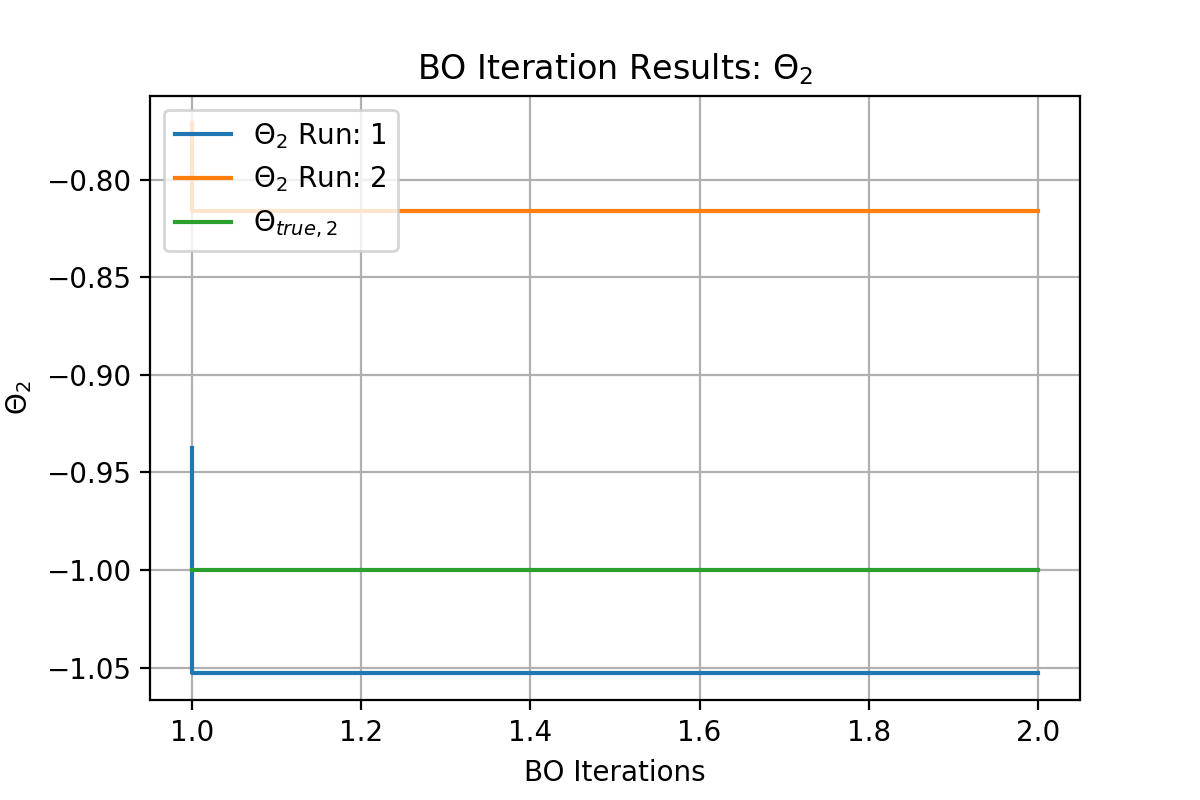 BO Iteration Results: Θ₂
Θ₂ Run: 1
Θ₂ Run: 2
Θ_{true, 2}
−0.80
−0.85
−0.90
−0.95
−1.00
−1.05
Θ₂
1.0 1.2 1.4 1.6 1.8 2.0
BO Iterations